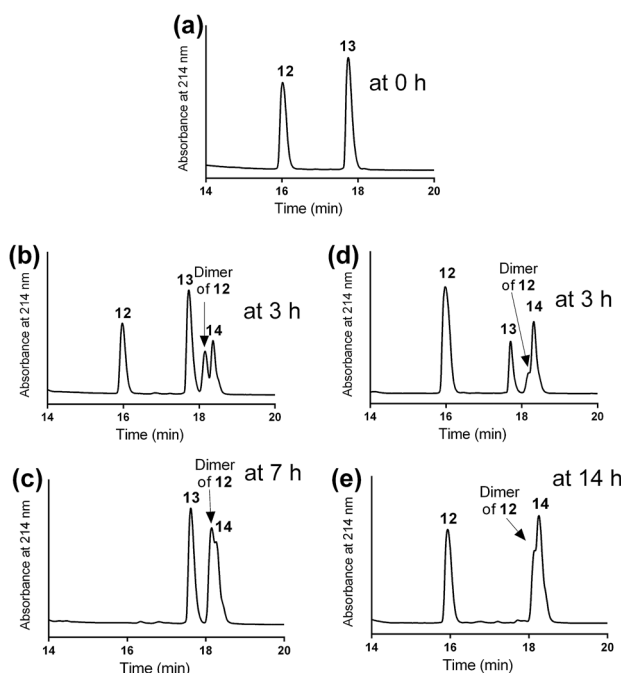 (a)
12
13
at 0 h
Absorbance at 214 nm
14 16 18 20
Time (min)
(b)
12
13
Dimer
of 12
14
at 3 h
Absorbance at 214 nm
14 16 18 20
Time (min)
(d)
12
13
Dimer
of 12
14
at 3 h
Absorbance at 214 nm
14 16 18 20
Time (min)
(c)
13
Dimer
of 12
14
at 7 h
Absorbance at 214 nm
14 16 18 20
Time (min)
(e)
12
Dimer
of 12
14
at 14 h
Absorbance at 214 nm
14 16 18 20
Time (min)